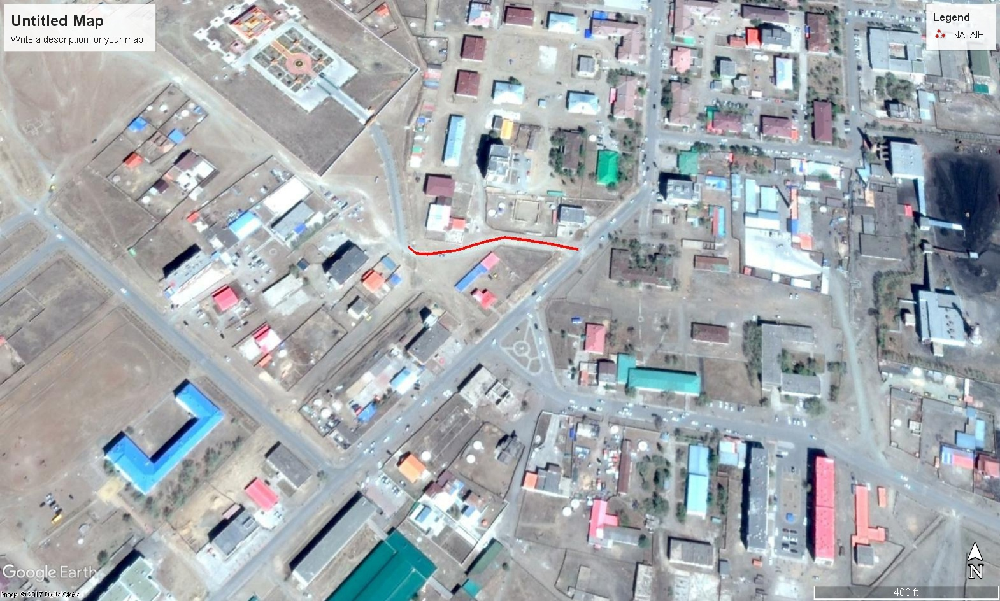 Untitled Map
Write a description for your map.
Legend
NALAIH
Google Earth
Image © 2017 DigitalGlobe
400 ft
N